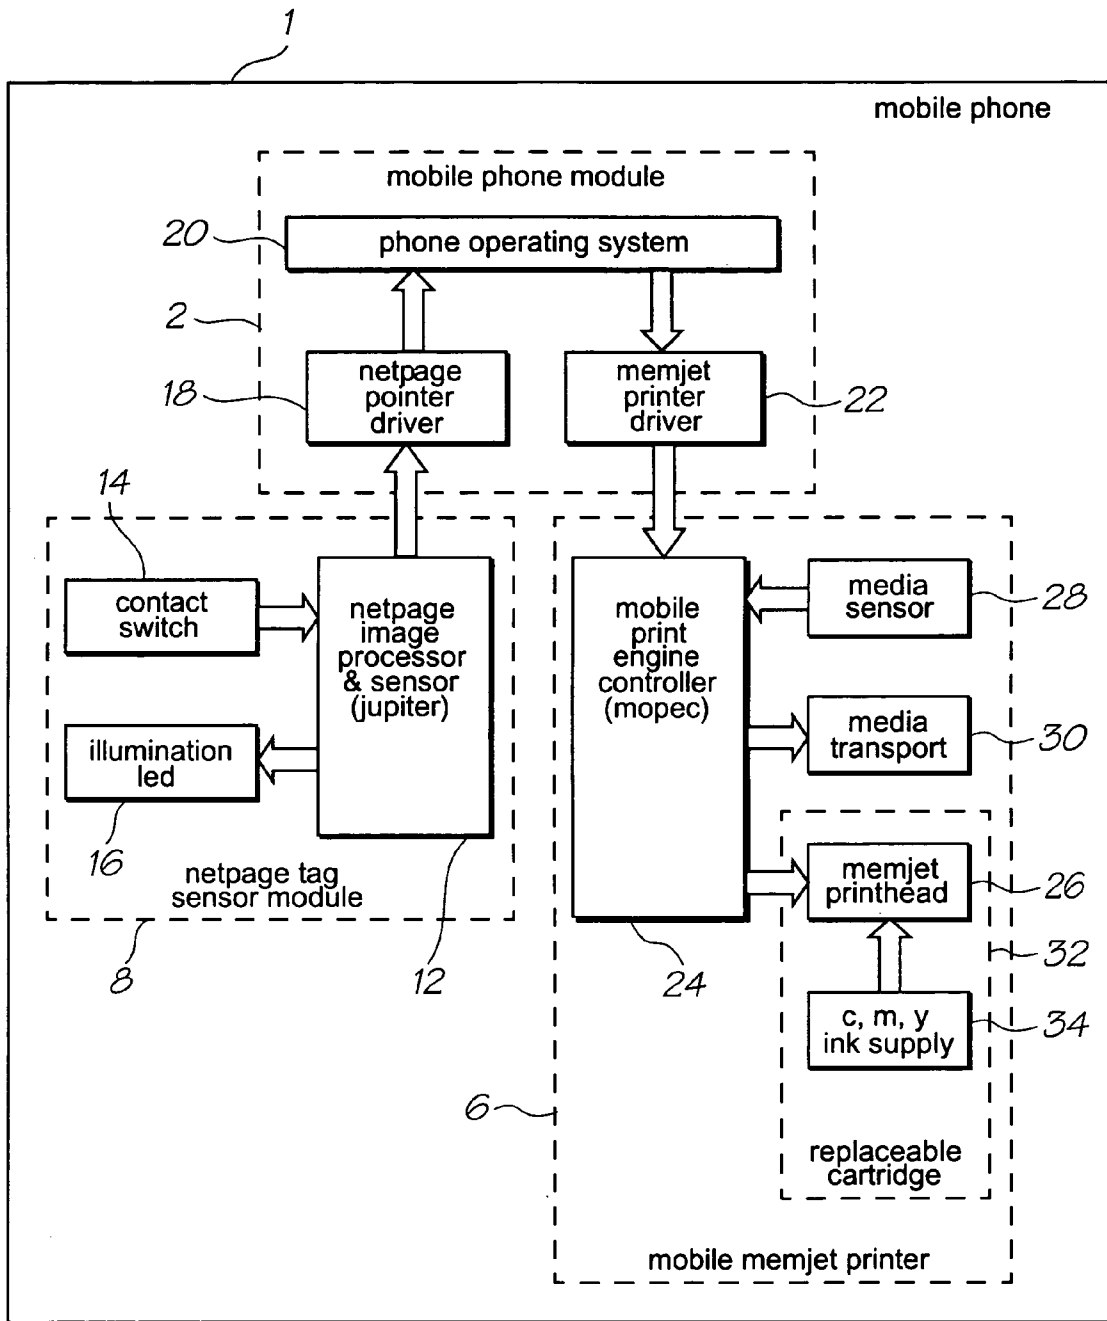 1
mobile phone
mobile phone module
20
phone operating system
2
18
netpage
pointer
driver
memjet
printer
driver
22
14
contact
switch
netpage
image
processor
& sensor
(jupiter)
mobile
print
engine
controller
(mopec)
media
sensor
28
illumination
led
media
transport
30
16
netpage tag
sensor module
memjet
printhead
26
8
12
24
32
c, m, y
ink supply
34
6
replaceable
cartridge
mobile memjet printer